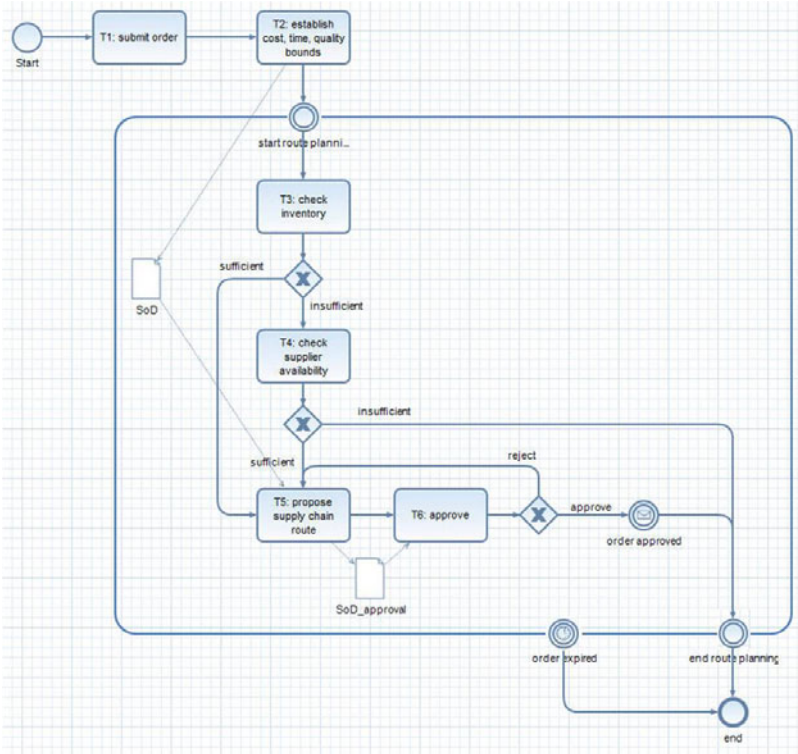 T1: submit order
T2: establish
cost, time, quality
bounds
Start
start route planni...
T3: check
inventory
sufficient
insufficient
SoD
T4: check
supplier
availability
insufficient
sufficient
reject
T5: propose
supply chain
route
T6: approve
approve
order approved
SoD_approval
order expired
end route planning
end